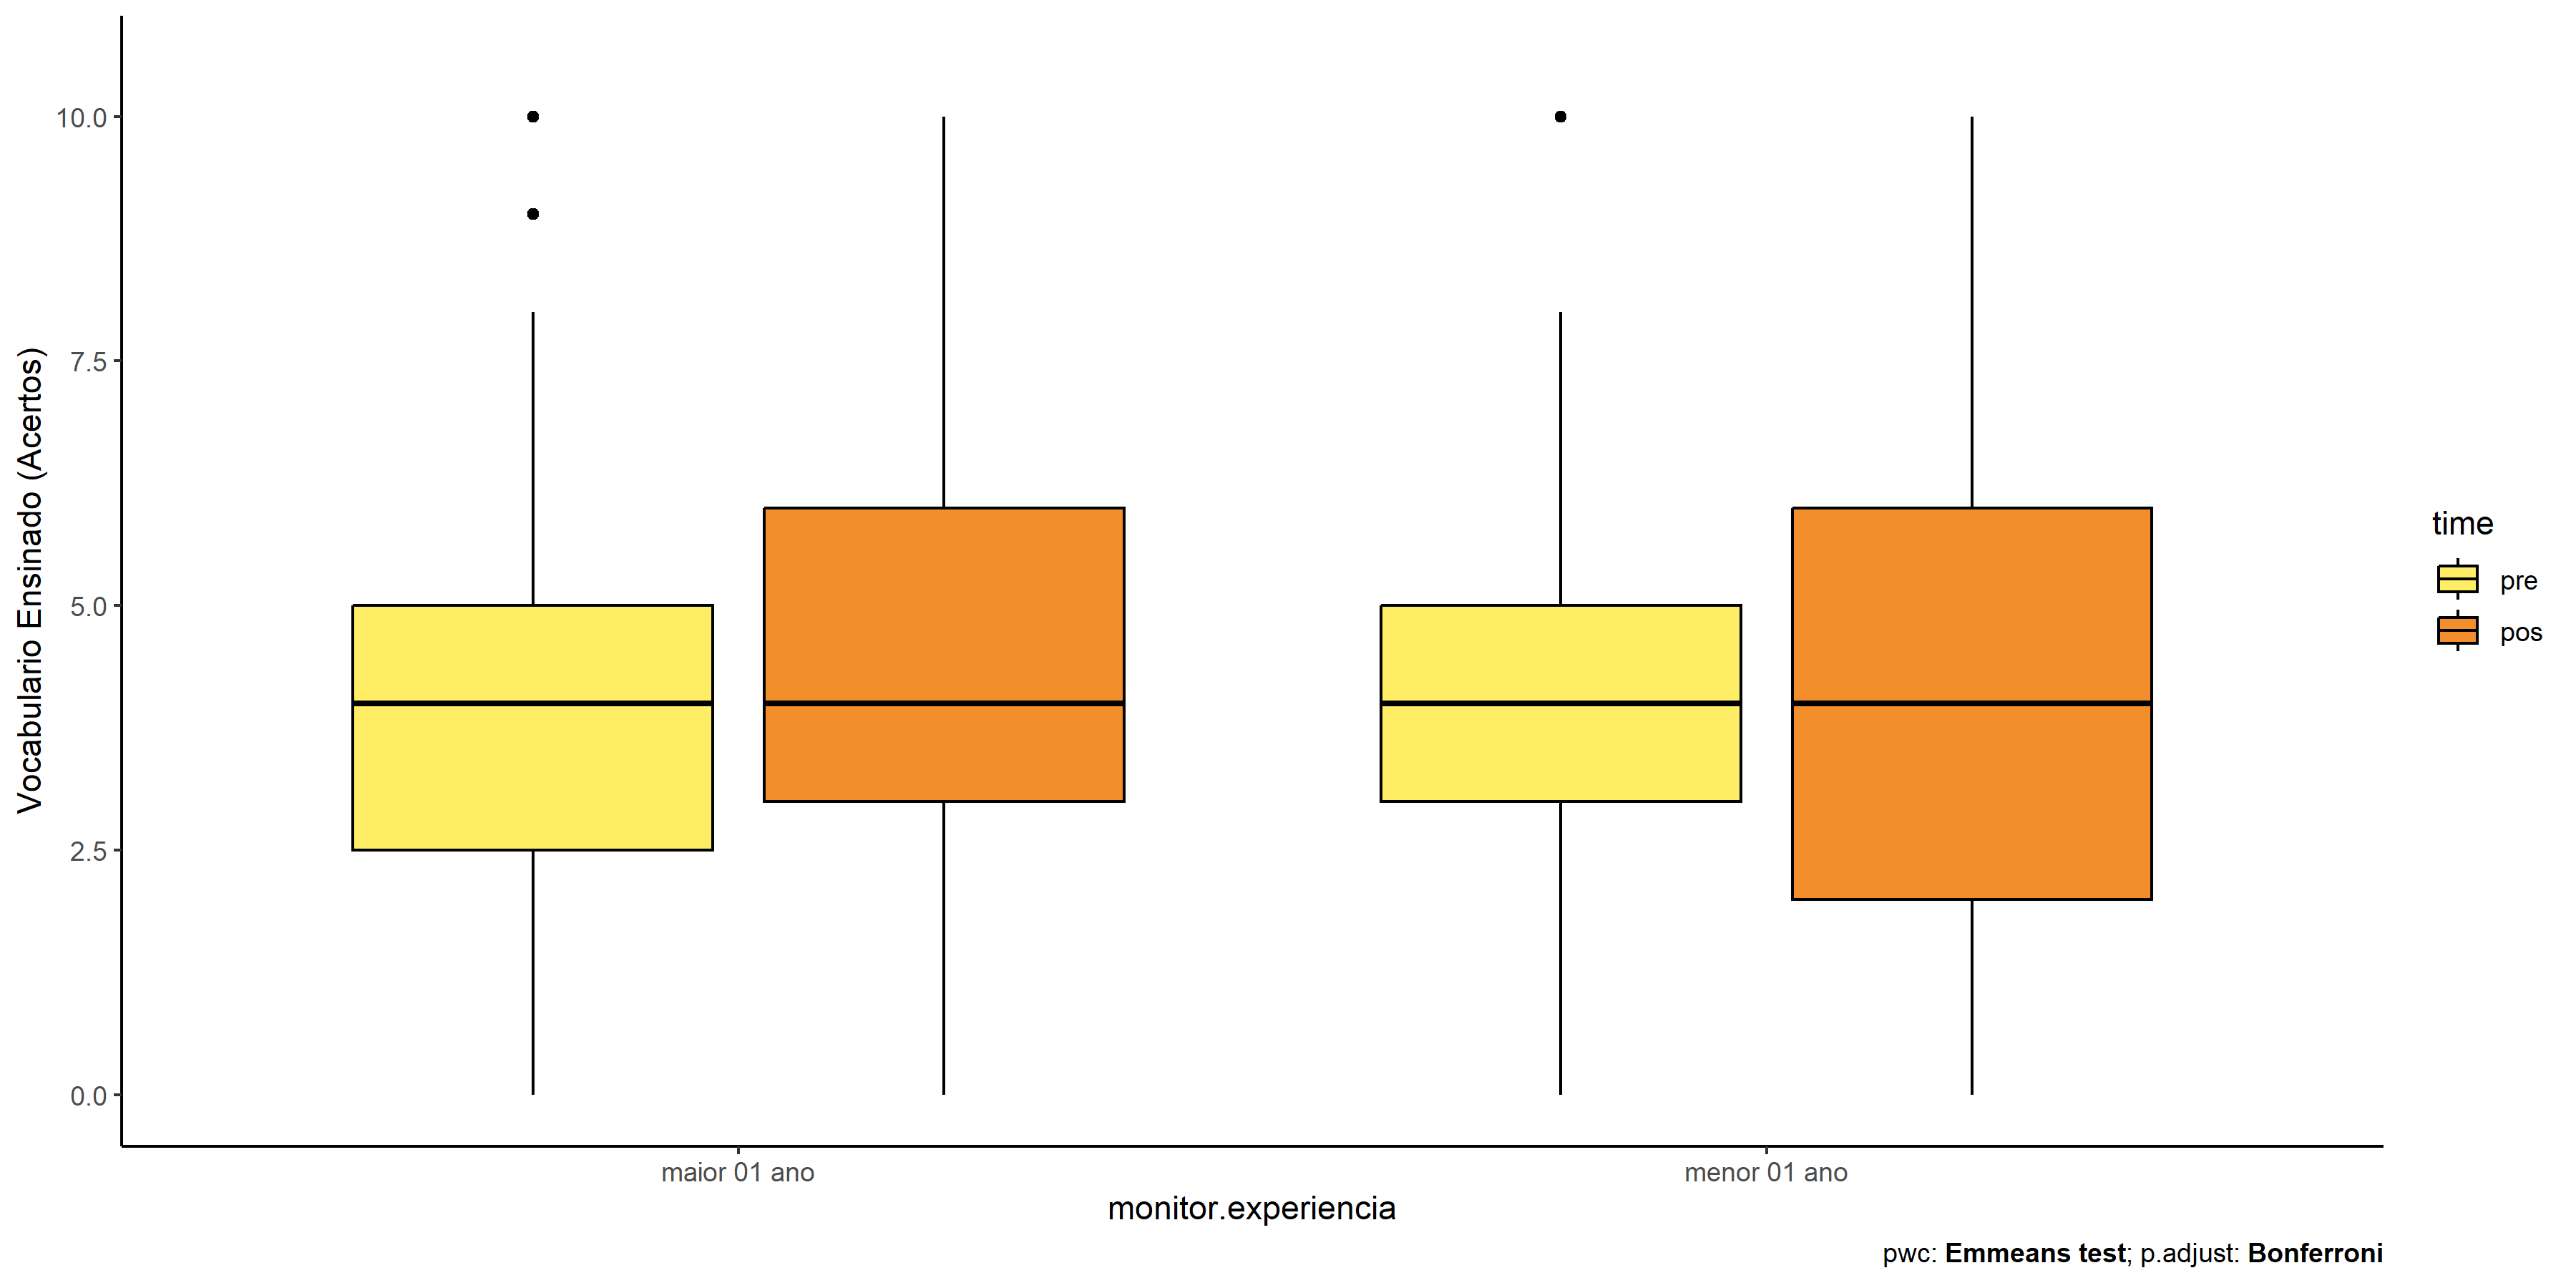 Vocabulario Ensinado (Acertos)
10.0
7.5
5.0
2.5
0.0
maior 01 ano
menor 01 ano
monitor.experiencia
time
pre
pos
pwc: Emmeans test; p.adjust: Bonferroni